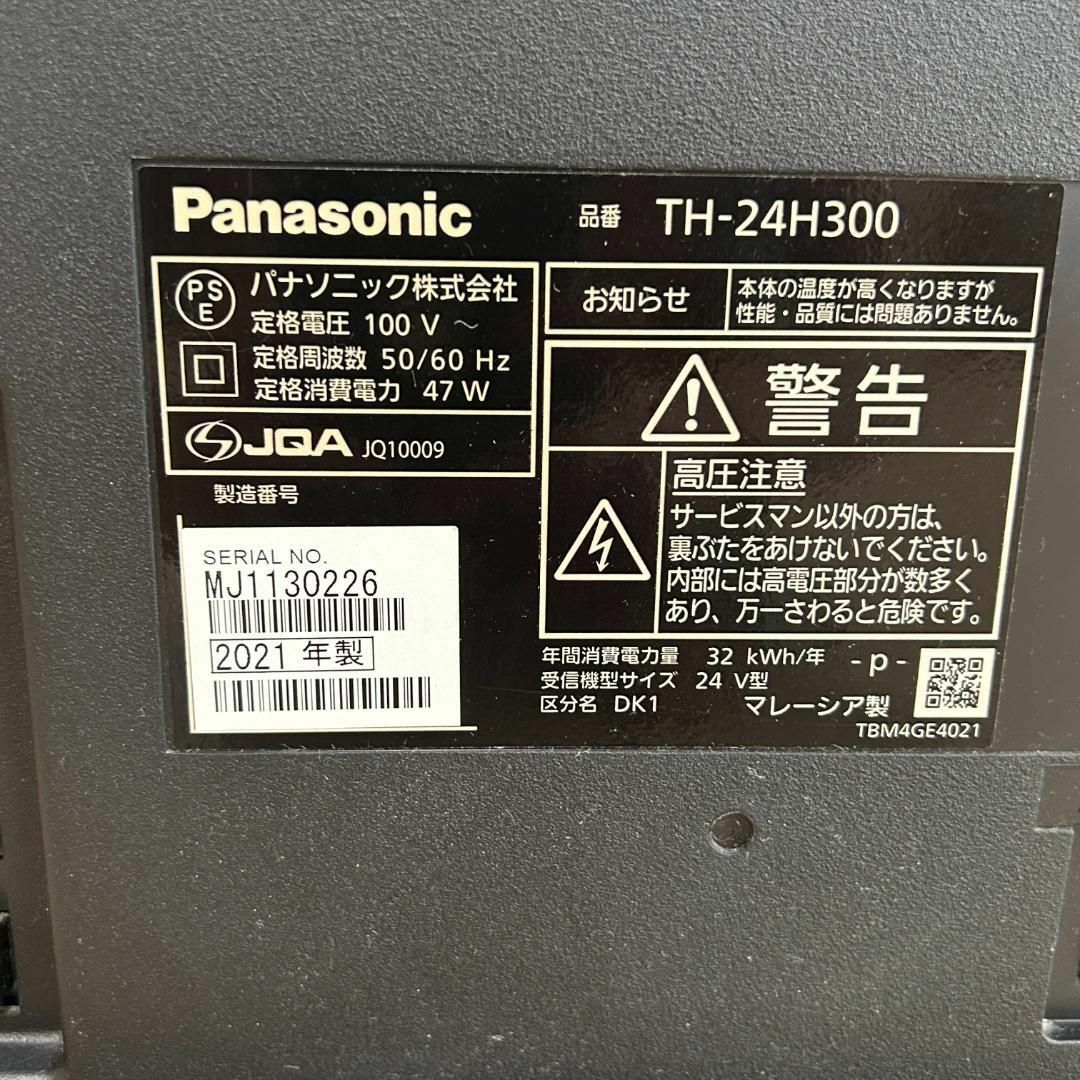 Panasonic
品番 TH-24H300
PSE
パナソニック株式会社
定格電圧 100 V ～
定格周波数 50/60 Hz
定格消費電力 47 W
JQA JQ10009
製造番号
SERIAL NO.
MJ1130226
2021 年製
お知らせ
本体の温度が高くなりますが
性能・品質には問題ありません。
警告
高圧注意
サービスマン以外の方は、
裏ぶたをあけないでください。
内部には高電圧部分が数多く
あり、万一さわると危険です。
年間消費電力量 32 kWh/年 - p -
受信機型サイズ 24 V型
区分名 DK1 マレーシア製
TBM4GE4021